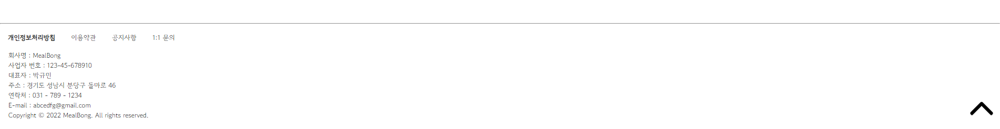 개인정보처리방침 이용약관 공지사항 1:1 문의
회사명 : MealBong
사업자 번호 : 123-45-678910
대표자 : 박규민
주소 : 경기도 성남시 분당구 돌마로 46
연락처 : 031 - 789 - 1234
E-mail : abcedfg@gmail.com
Copyright © 2022 MealBong. All rights reserved.